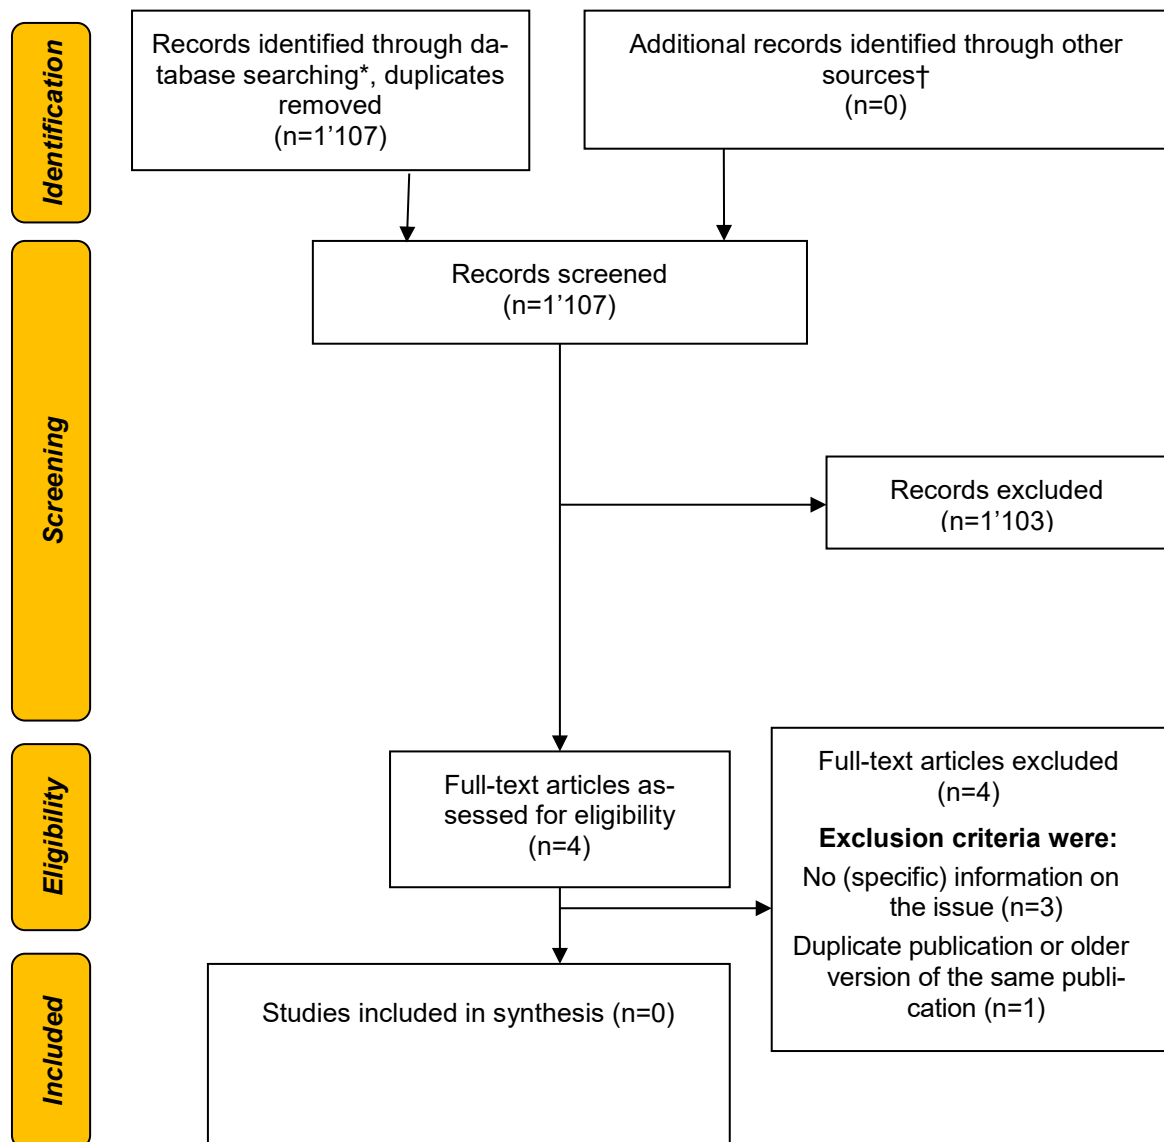 Identification
Records identified through da-
tabase searching*, duplicates
removed
(n=1’107)
Additional records identified through other
sources†
(n=0)
Screening
Records screened
(n=1’107)
Records excluded
(n=1’103)
Eligibility
Full-text articles as-
sessed for eligibility
(n=4)
Full-text articles excluded
(n=4)
Exclusion criteria were:
No (specific) information on
the issue (n=3)
Duplicate publication or older
version of the same publi-
cation (n=1)
Included
Studies included in synthesis (n=0)